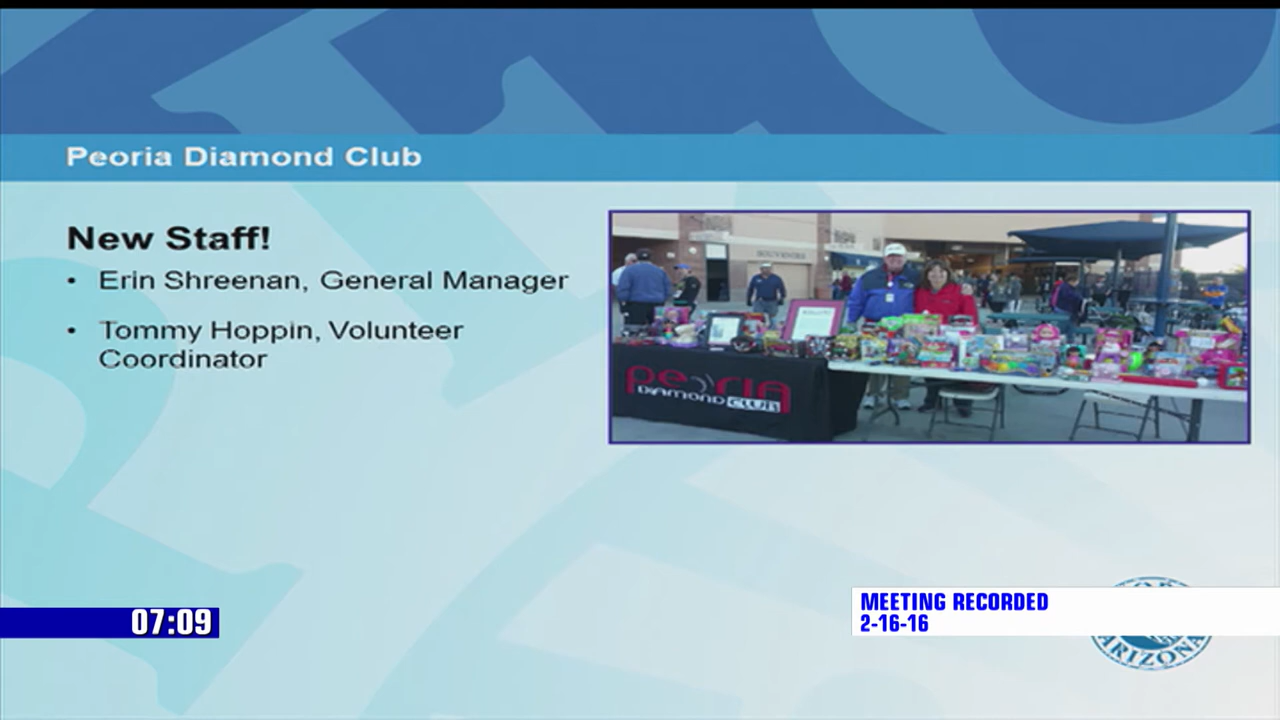 Peoria Diamond Club
New Staff!
• Erin Shreenan, General Manager
• Tommy Hoppin, Volunteer
Coordinator
SOUVENIRS
peoria
DIAMOND CLUB
07:09
MEETING RECORDED
2-16-16
ARIZONA